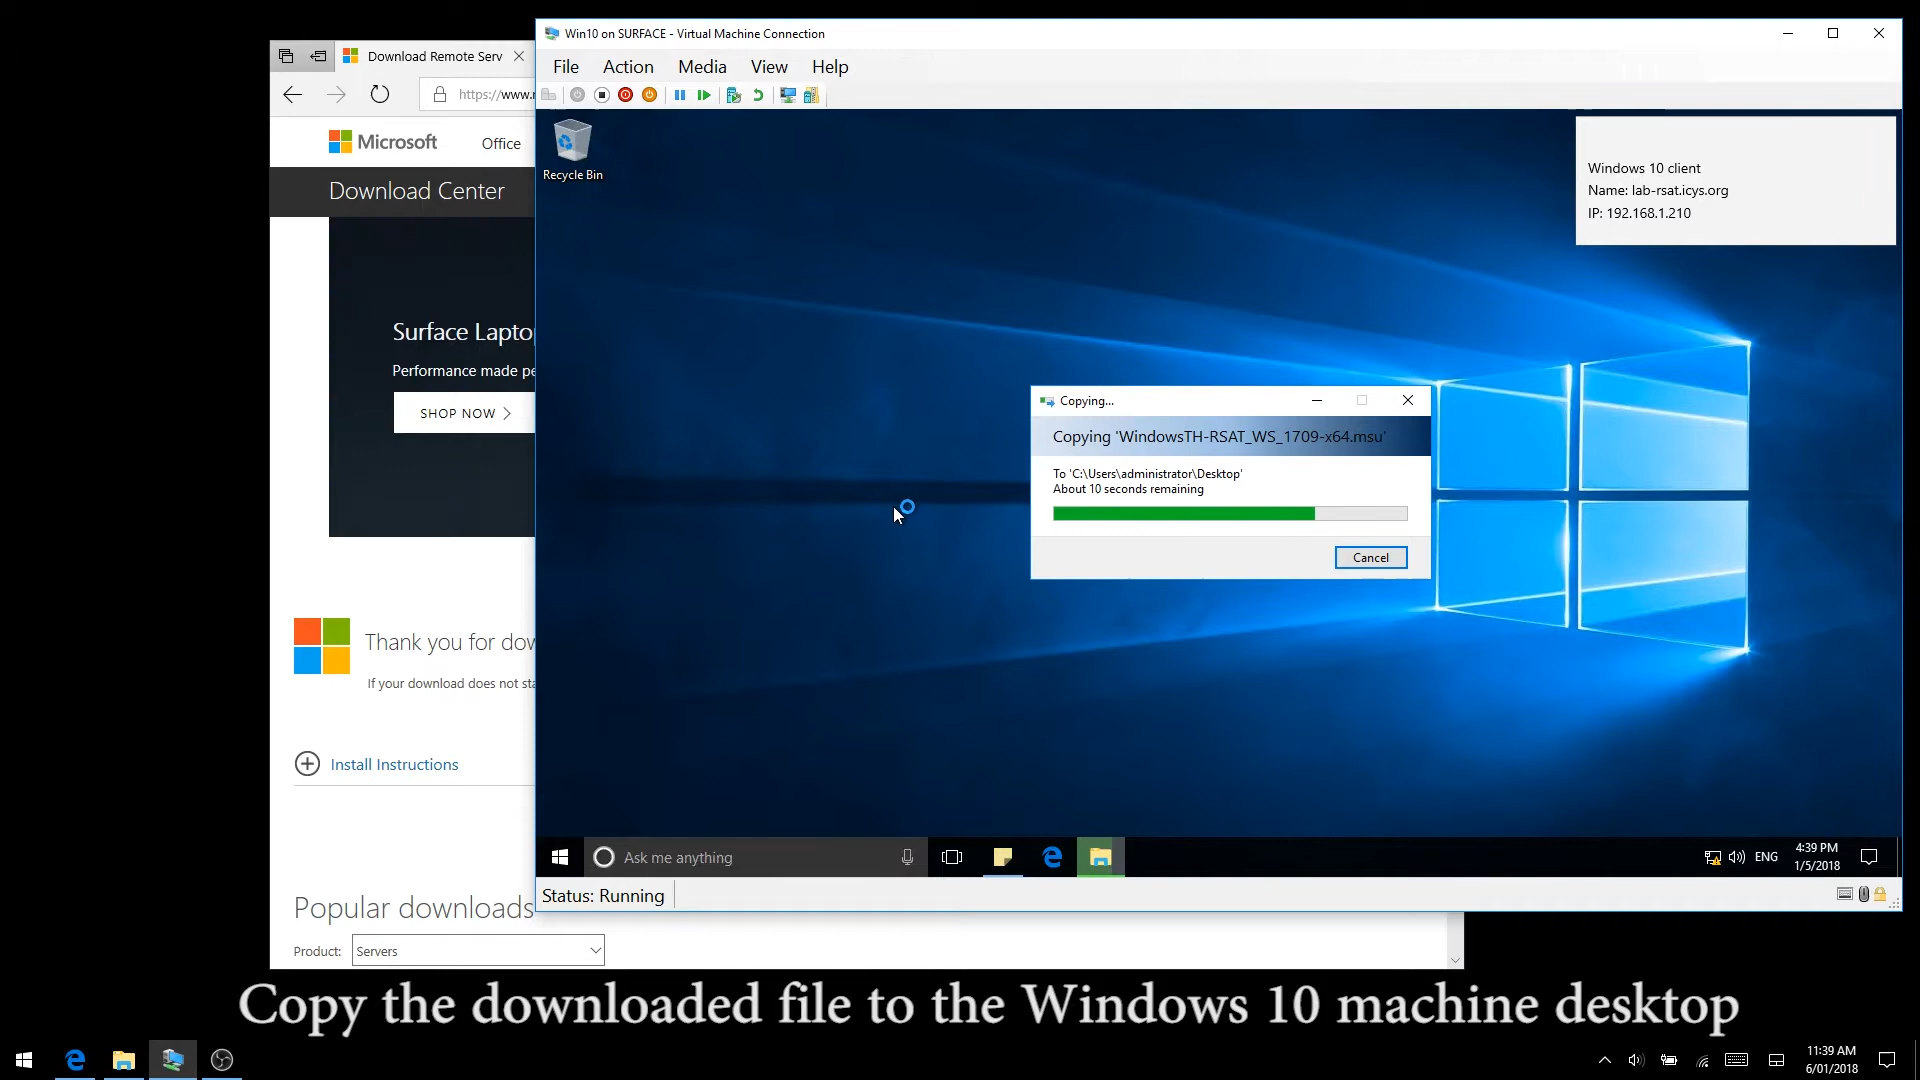 Download Remote Serv
https://www.
Microsoft
Office
Download Center
Surface Lapto
Performance made pe
SHOP NOW
Thank you for dow
If your download does not sta
Install Instructions
Popular downloads
Product:
Servers
Win10 on SURFACE - Virtual Machine Connection
File
Action
Media
View
Help
Recycle Bin
Windows 10 client
Name: lab-rsat.icys.org
IP: 192.168.1.210
Copying...
Copying 'WindowsTH-RSAT_WS_1709-x64.msu'
To 'C:\Users\administrator\Desktop'
About 10 seconds remaining
Cancel
Ask me anything
ENG
4:39 PM
1/5/2018
Status: Running
Copy the downloaded file to the Windows 10 machine desktop
11:39 AM
6/01/2018